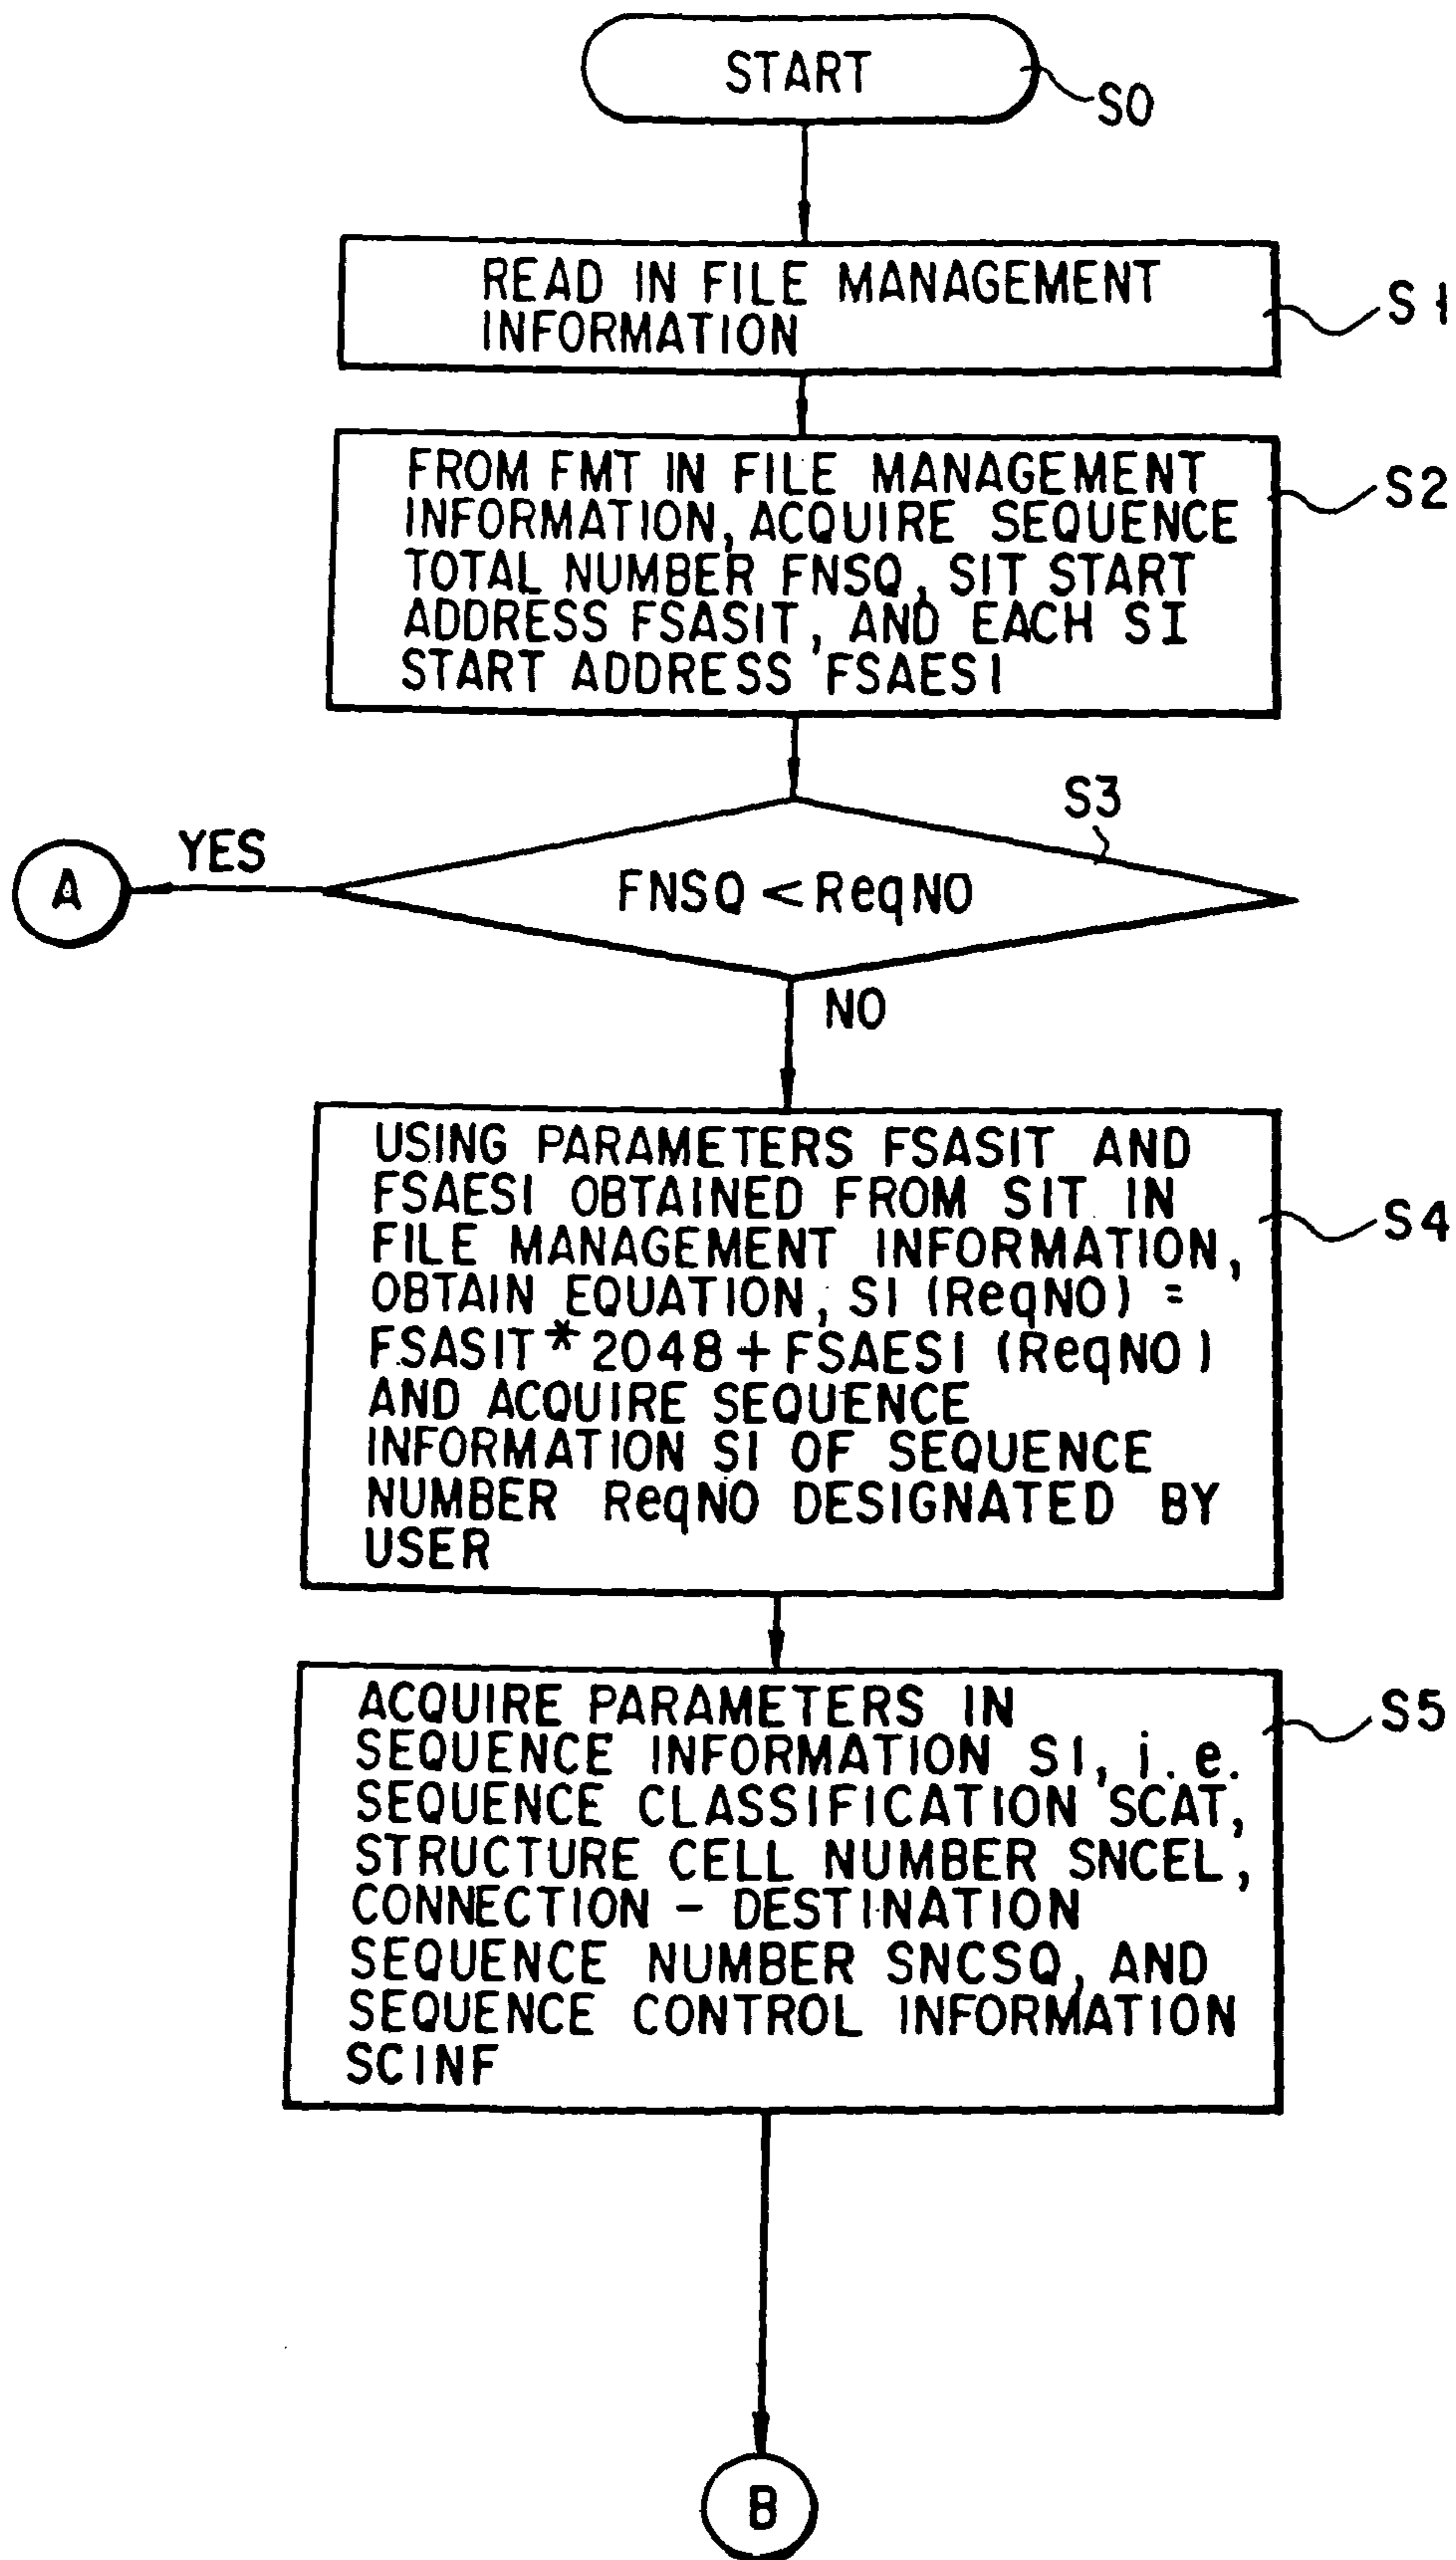 START
S0
READ IN FILE MANAGEMENT
INFORMATION
S1
FROM FMT IN FILE MANAGEMENT
INFORMATION, ACQUIRE SEQUENCE
TOTAL NUMBER FNSQ, SIT START
ADDRESS FSASIT, AND EACH SI
START ADDRESS FSAESI
S2
S3
YES
A
FNSQ < ReqNO
NO
USING PARAMETERS FSASIT AND
FSAESI OBTAINED FROM SIT IN
FILE MANAGEMENT INFORMATION,
OBTAIN EQUATION, SI (ReqNO) =
FSASIT * 2048 + FSAESI (ReqNO)
AND ACQUIRE SEQUENCE
INFORMATION SI OF SEQUENCE
NUMBER ReqNO DESIGNATED BY
USER
S4
ACQUIRE PARAMETERS IN
SEQUENCE INFORMATION SI, i.e.
SEQUENCE CLASSIFICATION SCAT,
STRUCTURE CELL NUMBER SNCEL,
CONNECTION - DESTINATION
SEQUENCE NUMBER SNCSQ, AND
SEQUENCE CONTROL INFORMATION
SCINF
S5
B